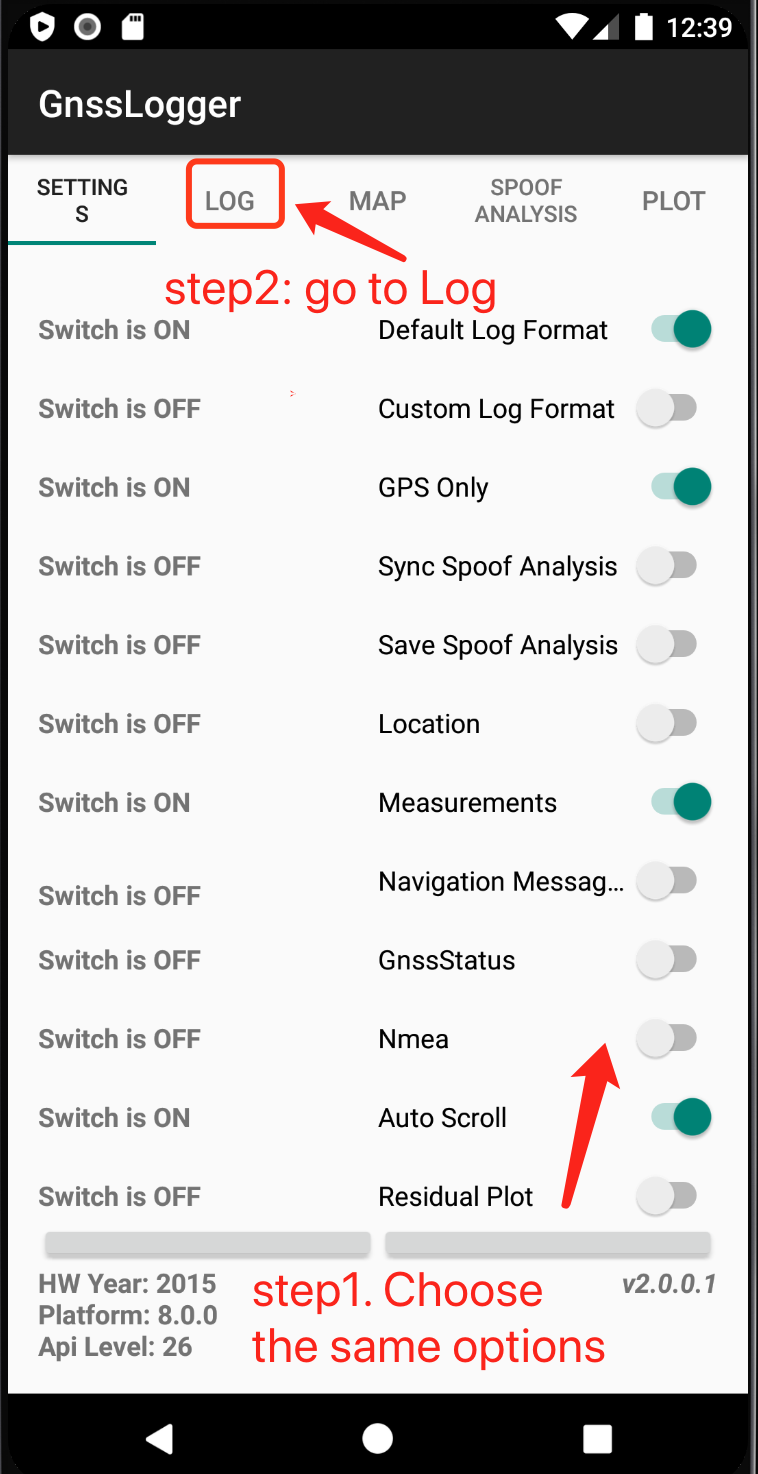 12:39
GnssLogger
SETTING
S
LOG
MAP
SPOOF
ANALYSIS
PLOT
step2: go to Log
Switch is ON Default Log Format
Switch is OFF Custom Log Format
Switch is ON GPS Only
Switch is OFF Sync Spoof Analysis
Switch is OFF Save Spoof Analysis
Switch is OFF Location
Switch is ON Measurements
Switch is OFF Navigation Messag...
Switch is OFF GnssStatus
Switch is OFF Nmea
Switch is ON Auto Scroll
Switch is OFF Residual Plot
HW Year: 2015
Platform: 8.0.0
Api Level: 26
step1. Choose
the same options
v2.0.0.1